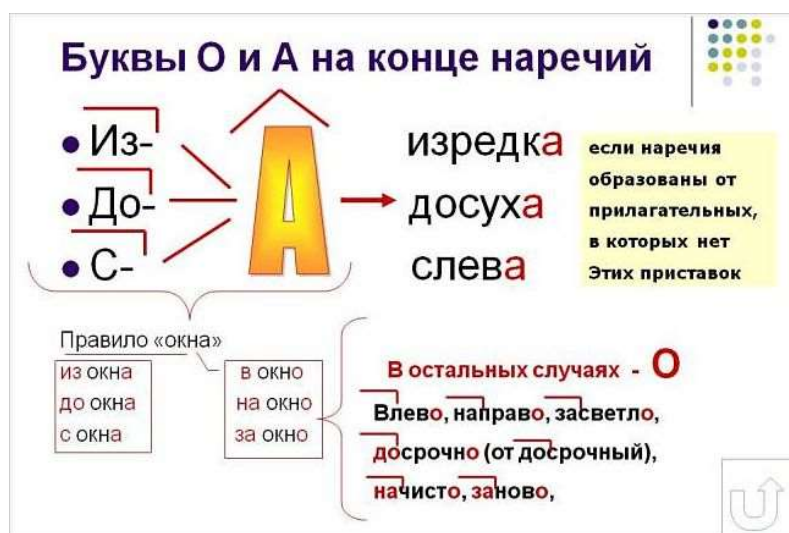 Буквы О и А на конце наречий
• Из-
• До-
• С-
А
изредка
досуха
слева
если наречия
образованы от
прилагательных,
в которых нет
Этих приставок
Правило «окна»
из окна
до окна
с окна
в окно
на окно
за окно
В остальных случаях - О
Влево, направо, засветло,
досрочно (от досрочный),
начисто, заново,